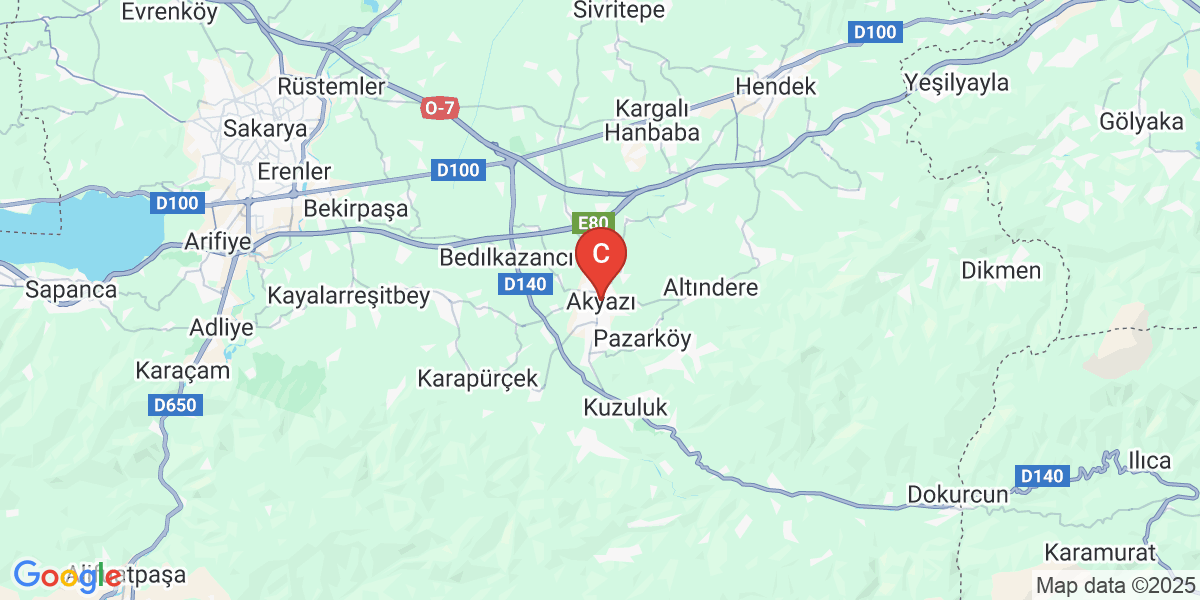 Evrenköy
Sivritepe
D100
Rüstemler
Hendek
Yeşilyayla
O-7
Kargalı
Hanbaba
Gölyaka
Sakarya
Erenler
D100
D100
Bekirpaşa
E80
Arifiye
Bedılkazancı
C
Dikmen
Sapanca
D140
Kayalarreşitbey
Akyazı
Altındere
Adliye
Pazarköy
Karaçam
Karapürçek
D650
Kuzuluk
Ilıca
D140
Dokurcun
Karamurat
Google
Map data ©2025